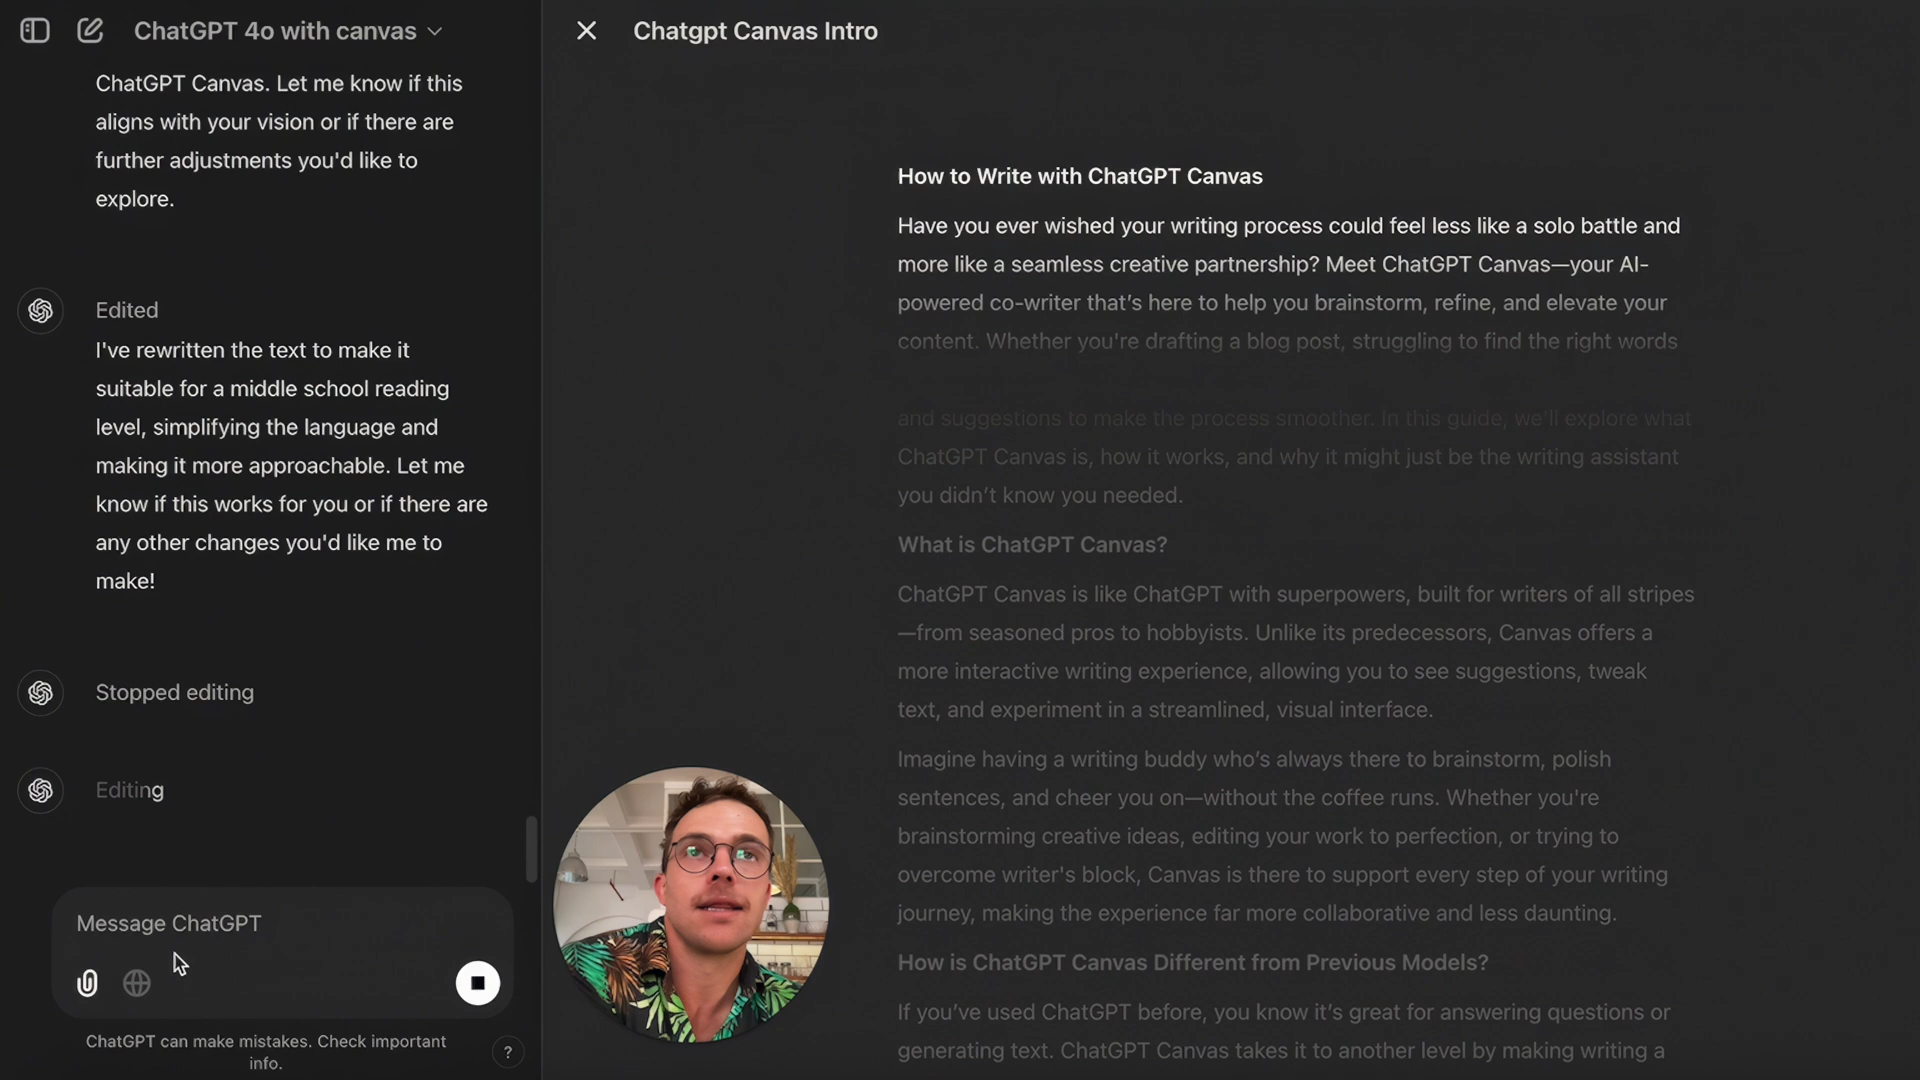 ChatGPT 4o with canvas
ChatGPT Canvas. Let me know if this
aligns with your vision or if there are
further adjustments you'd like to
explore.
Edited
I've rewritten the text to make it
suitable for a middle school reading
level, simplifying the language and
making it more approachable. Let me
know if this works for you or if there are
any other changes you'd like me to
make!
Stopped editing
Editing
Message ChatGPT
ChatGPT can make mistakes. Check important
info.
?
Chatgpt Canvas Intro
How to Write with ChatGPT Canvas
Have you ever wished your writing process could feel less like a solo battle and
more like a seamless creative partnership? Meet ChatGPT Canvas—your AI-
powered co-writer that’s here to help you brainstorm, refine, and elevate your
content. Whether you're drafting a blog post, struggling to find the right words
and suggestions to make the process smoother. In this guide, we’ll explore what
ChatGPT Canvas is, how it works, and why it might just be the writing assistant
you didn’t know you needed.
What is ChatGPT Canvas?
ChatGPT Canvas is like ChatGPT with superpowers, built for writers of all stripes
—from seasoned pros to hobbyists. Unlike its predecessors, Canvas offers a
more interactive writing experience, allowing you to see suggestions, tweak
text, and experiment in a streamlined, visual interface.
Imagine having a writing buddy who’s always there to brainstorm, polish
sentences, and cheer you on—without the coffee runs. Whether you're
brainstorming creative ideas, editing your work to perfection, or trying to
overcome writer's block, Canvas is there to support every step of your writing
journey, making the experience far more collaborative and less daunting.
How is ChatGPT Canvas Different from Previous Models?
If you’ve used ChatGPT before, you know it’s great for answering questions or
generating text. ChatGPT Canvas takes it to another level by making writing a